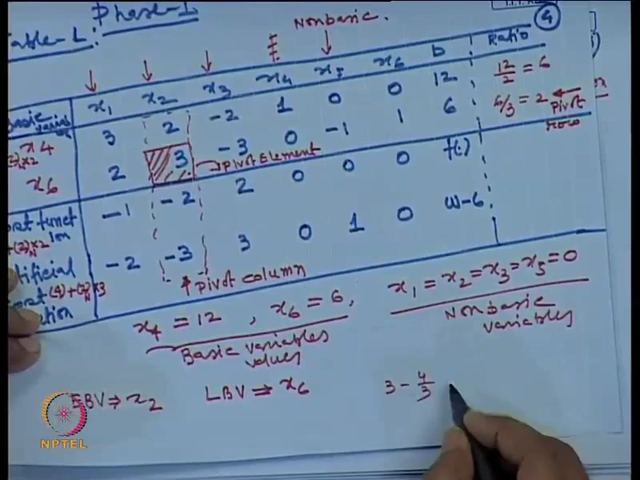 Phase-I
Table-1:
Nonbasic.
4
x1 x2 x3 x4 x5 x6 b Ratio
x4 3 2 -2 1 0 0 12 12/2 = 6
x6 2 3 -3 0 -1 1 6 6/3 = 2 ← Pivot Row
→ Pivot Element
-1 -2 2 0 0 0 f(.)
-2 -3 3 0 1 0 w-6
↑ Pivot column
x4 = 12 , x6 = 6, x1 = x2 = x3 = x5 = 0
Basic variables values
Nonbasic variables
EBV ⇒ x2 LBV ⇒ x6 3 - 4/3
NPTEL